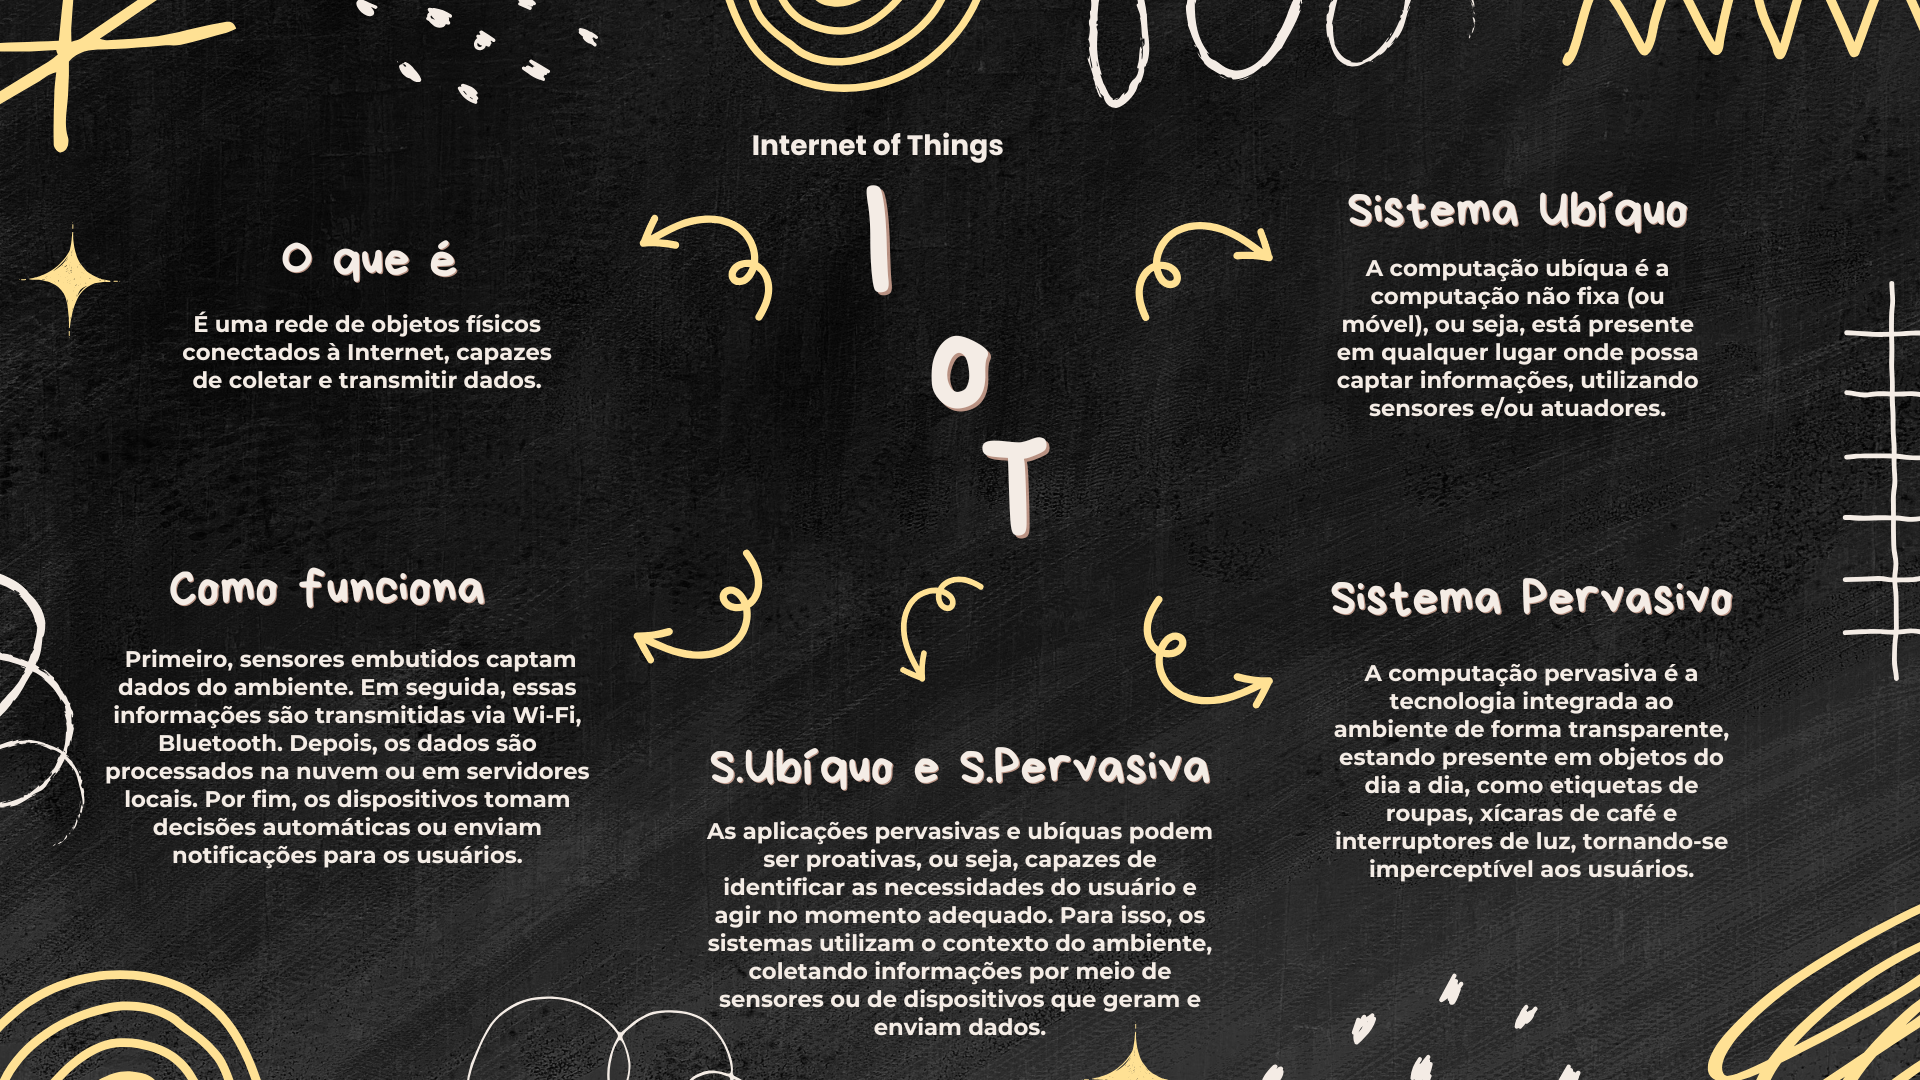 Internet of Things
I
O
T
O que é
É uma rede de objetos físicos
conectados à Internet, capazes
de coletar e transmitir dados.
Sistema Ubíquo
A computação ubíqua é a
computação não fixa (ou
móvel), ou seja, está presente
em qualquer lugar onde possa
captar informações, utilizando
sensores e/ou atuadores.
Como funciona
Primeiro, sensores embutidos captam
dados do ambiente. Em seguida, essas
informações são transmitidas via Wi-Fi,
Bluetooth. Depois, os dados são
processados na nuvem ou em servidores
locais. Por fim, os dispositivos tomam
decisões automáticas ou enviam
notificações para os usuários.
S.Ubíquo e S.Pervasiva
As aplicações pervasivas e ubíquas podem
ser proativas, ou seja, capazes de
identificar as necessidades do usuário e
agir no momento adequado. Para isso, os
sistemas utilizam o contexto do ambiente,
coletando informações por meio de
sensores ou de dispositivos que geram e
enviam dados.
Sistema Pervasivo
A computação pervasiva é a
tecnologia integrada ao
ambiente de forma transparente,
estando presente em objetos do
dia a dia, como etiquetas de
roupas, xícaras de café e
interruptores de luz, tornando-se
imperceptível aos usuários.